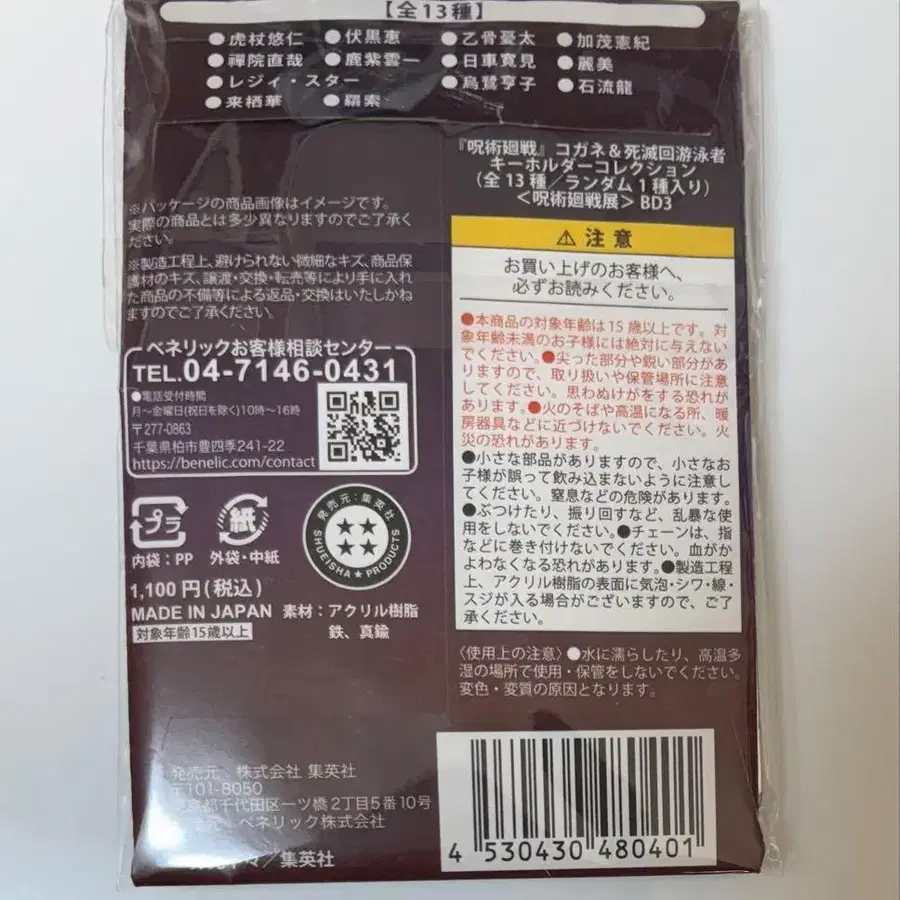 【全13種】
●虎杖悠仁 ●伏黒恵 ●乙骨憂太 ●加茂憲紀
●禪院直哉 ●鹿紫雲一 ●日車寛見 ●麗美
●レジィ・スター ●烏鷺亨子 ●石流龍
●来栖華 ●羂索
『呪術廻戦』コガネ＆死滅回游泳者
キーホルダーコレクション
(全13種／ランダム1種入り)
＜呪術廻戦展＞ BD3
※パッケージの商品画像はイメージです。
実際の商品とは多少異なりますのでご了承く
ださい。
※製造工程上、避けられない微細なキズ、商品保
護材のキズ、譲渡・交換・転売等により手に入れ
た商品の不備等による返品・交換はいたしかね
ますのでご了承ください。
ベネリックお客様相談センター
TEL.04-7146-0431
●電話受付時間
月～金曜日(祝日を除く)10時～16時
〒277-0863
千葉県柏市豊四季241-22
https://benelic.com/contact
プラ
内袋：PP
紙
外袋・中紙
発売元：集英社
SHUEISHA★PRODUCTS
1,100円(税込)
MADE IN JAPAN 素材：アクリル樹脂
対象年齢15歳以上 鉄、真鍮
⚠注意
お買い上げのお客様へ、
必ずお読みください。
●本商品の対象年齢は15歳以上です。対
象年齢未満のお子様には絶対に与えない
でください。●尖った部分や鋭い部分があ
りますので、取り扱いや保管場所に注意
してください。思わぬけがをする恐れが
あります。●火のそばや高温になる所、暖
房器具などに近づけないでください。火
災の恐れがあります。
●小さな部品がありますので、小さなお
子様が誤って飲み込まないように注意し
てください。窒息などの危険があります。
●ぶつけたり、振り回すなど、乱暴な使
用をしないでください。●チェーンは、指
などに巻き付けないでください。血がか
よわなくなる恐れがあります。●製造工程
上、アクリル樹脂の表面に気泡・シワ・線・
スジが入る場合がございますので、ご了
承ください。
〈使用上の注意〉●水に濡らしたり、高温多
湿の場所で使用・保管をしないでください。
変色・変質の原因となります。
発売元：株式会社 集英社
〒101-8050
東京都千代田区一ツ橋2丁目5番10号
元：ベネリック株式会社
々／集英社
4 530430 480401